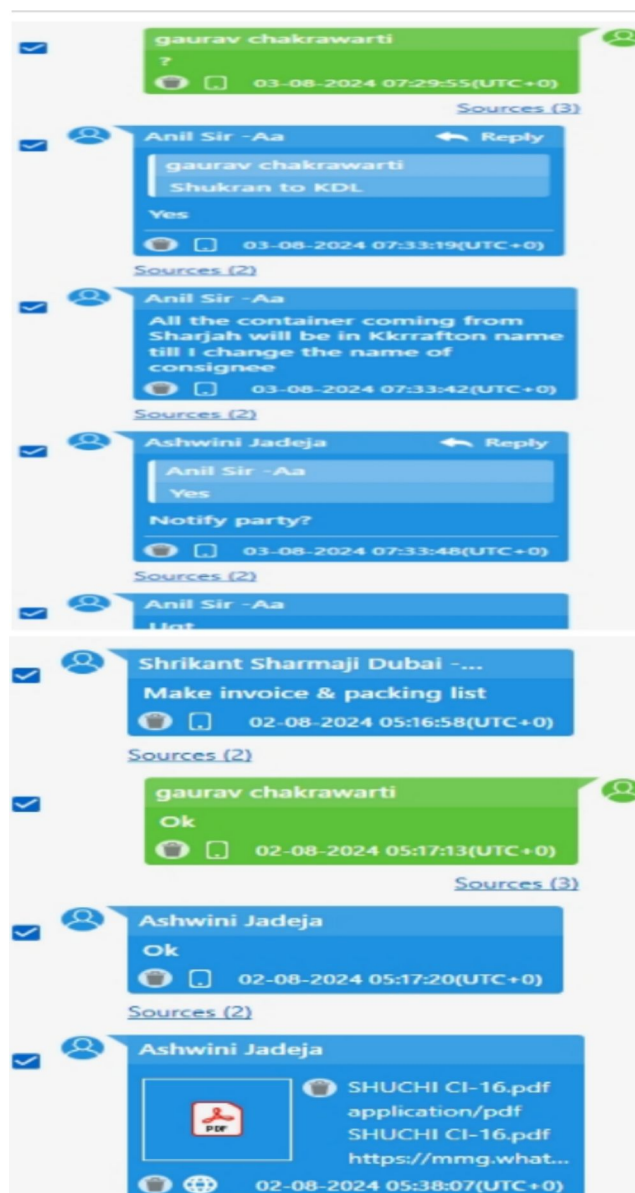 gaurav chakrawarti
?
03-08-2024 07:29:55(UTC+0)
Sources (3)
Anil Sir -Aa Reply
gaurav chakrawarti
Shukran to KDL
Yes
03-08-2024 07:33:19(UTC+0)
Sources (2)
Anil Sir -Aa
All the container coming from
Sharjah will be in Kkrrafton name
till I change the name of
consignee
03-08-2024 07:33:42(UTC+0)
Sources (2)
Ashwini Jadeja Reply
Anil Sir -Aa
Yes
Notify party?
03-08-2024 07:33:48(UTC+0)
Sources (2)
Anil Sir -Aa
Shrikant Sharmaji Dubai -...
Make invoice & packing list
02-08-2024 05:16:58(UTC+0)
Sources (2)
gaurav chakrawarti
Ok
02-08-2024 05:17:13(UTC+0)
Sources (3)
Ashwini Jadeja
Ok
02-08-2024 05:17:20(UTC+0)
Sources (2)
Ashwini Jadeja
SHUCHI CI-16.pdf
application/pdf
PDF
SHUCHI CI-16.pdf
https://mmg.what...
02-08-2024 05:38:07(UTC+0)